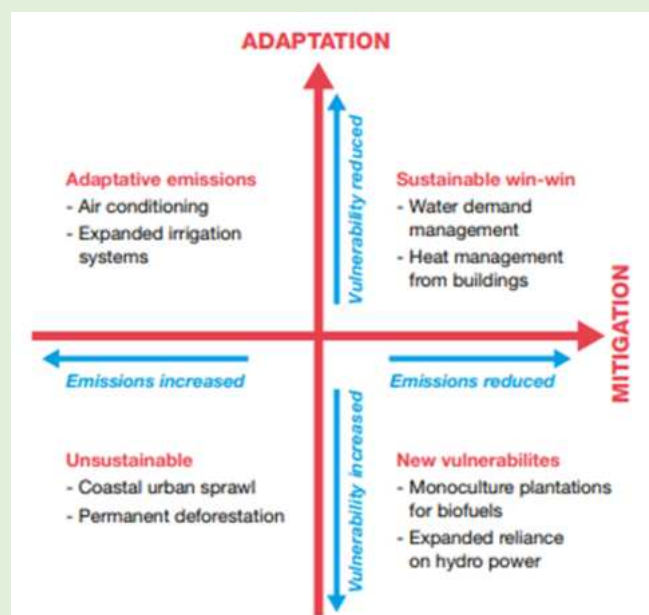 ADAPTATION
Vulnerability reduced
Adaptative emissions
- Air conditioning
- Expanded irrigation
systems
Sustainable win-win
- Water demand
management
- Heat management
from buildings
MITIGATION
Emissions increased
Emissions reduced
Vulnerability increased
Unsustainable
- Coastal urban sprawl
- Permanent deforestation
New vulnerabilites
- Monoculture plantations
for biofuels
- Expanded reliance
on hydro power